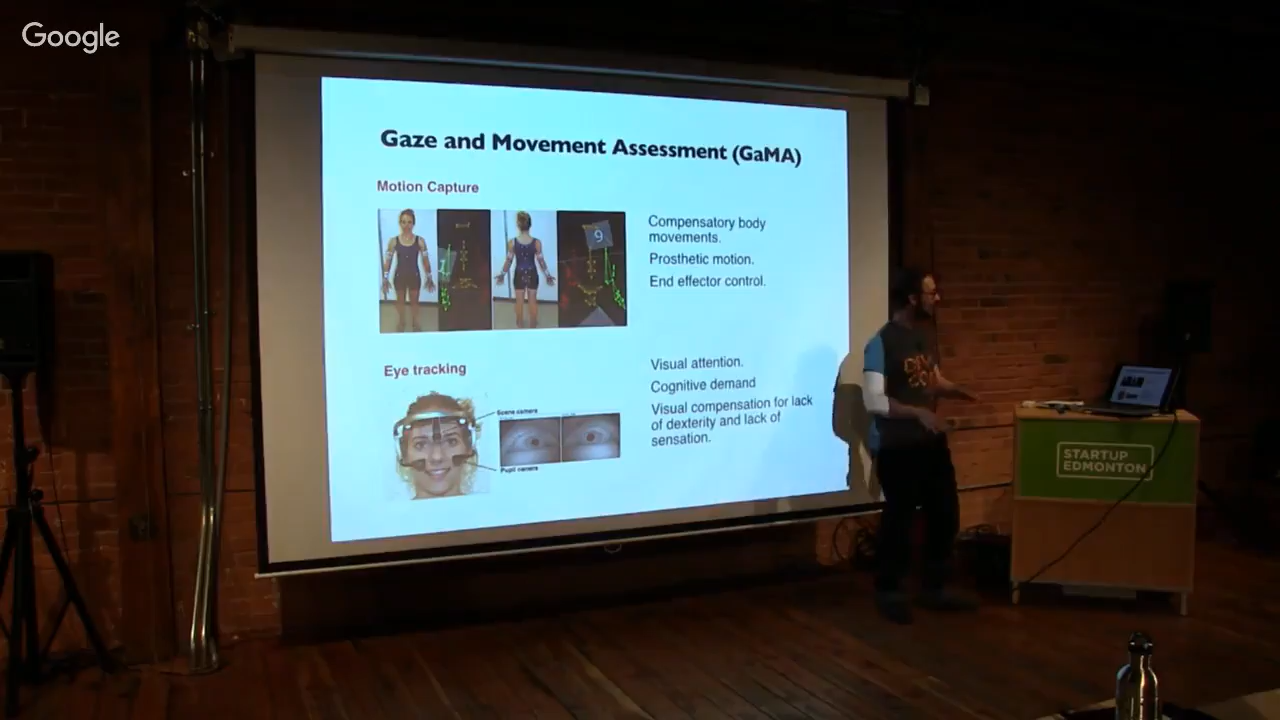 Google
Gaze and Movement Assessment (GaMA)
Motion Capture
9
Compensatory body
movements.
Prosthetic motion.
End effector control.
Eye tracking
Scene camera
Pupil camera
Visual attention.
Cognitive demand
Visual compensation for lack
of dexterity and lack of
sensation.
STARTUP
EDMONTON